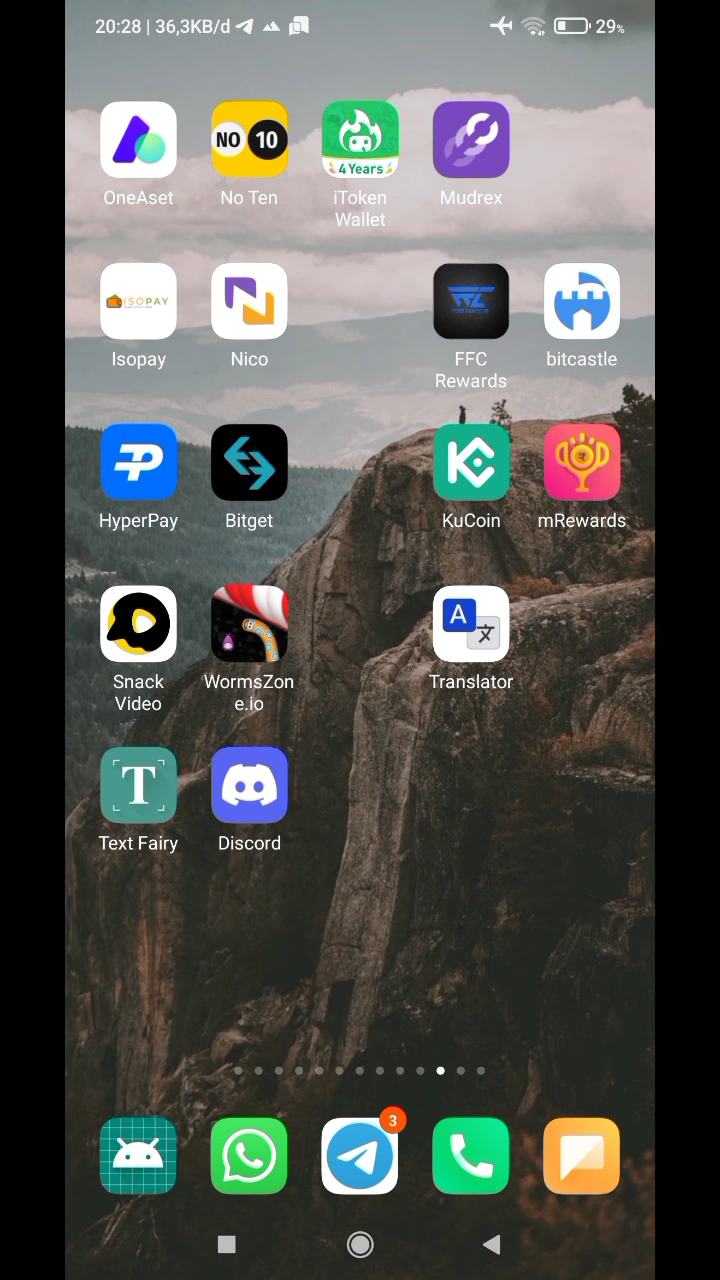 20:28 | 36,3KB/d
29%
NO 10
4 Years
OneAset
No Ten
iToken
Wallet
Mudrex
ISOPAY
Isopay
Nico
FFC
Rewards
bitcastle
HyperPay
Bitget
KuCoin
mRewards
A 文
Snack
Video
WormsZon
e.io
Translator
T
Text Fairy
Discord
3